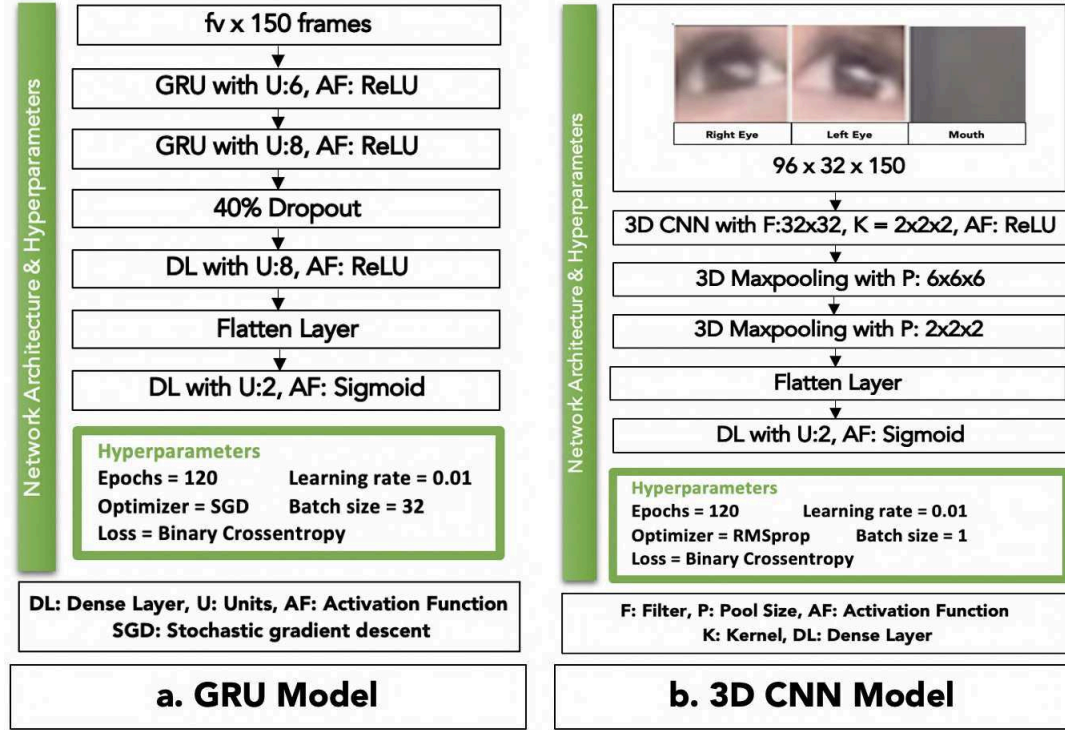 Network Architecture & Hyperparameters
fv x 150 frames
GRU with U:6, AF: ReLU
GRU with U:8, AF: ReLU
40% Dropout
DL with U:8, AF: ReLU
Flatten Layer
DL with U:2, AF: Sigmoid
Hyperparameters
Epochs = 120 Learning rate = 0.01
Optimizer = SGD Batch size = 32
Loss = Binary Crossentropy
DL: Dense Layer, U: Units, AF: Activation Function
SGD: Stochastic gradient descent
a. GRU Model
Network Architecture & Hyperparameters
Right Eye Left Eye Mouth
96 x 32 x 150
3D CNN with F:32x32, K = 2x2x2, AF: ReLU
3D Maxpooling with P: 6x6x6
3D Maxpooling with P: 2x2x2
Flatten Layer
DL with U:2, AF: Sigmoid
Hyperparameters
Epochs = 120 Learning rate = 0.01
Optimizer = RMSprop Batch size = 1
Loss = Binary Crossentropy
F: Filter, P: Pool Size, AF: Activation Function
K: Kernel, DL: Dense Layer
b. 3D CNN Model